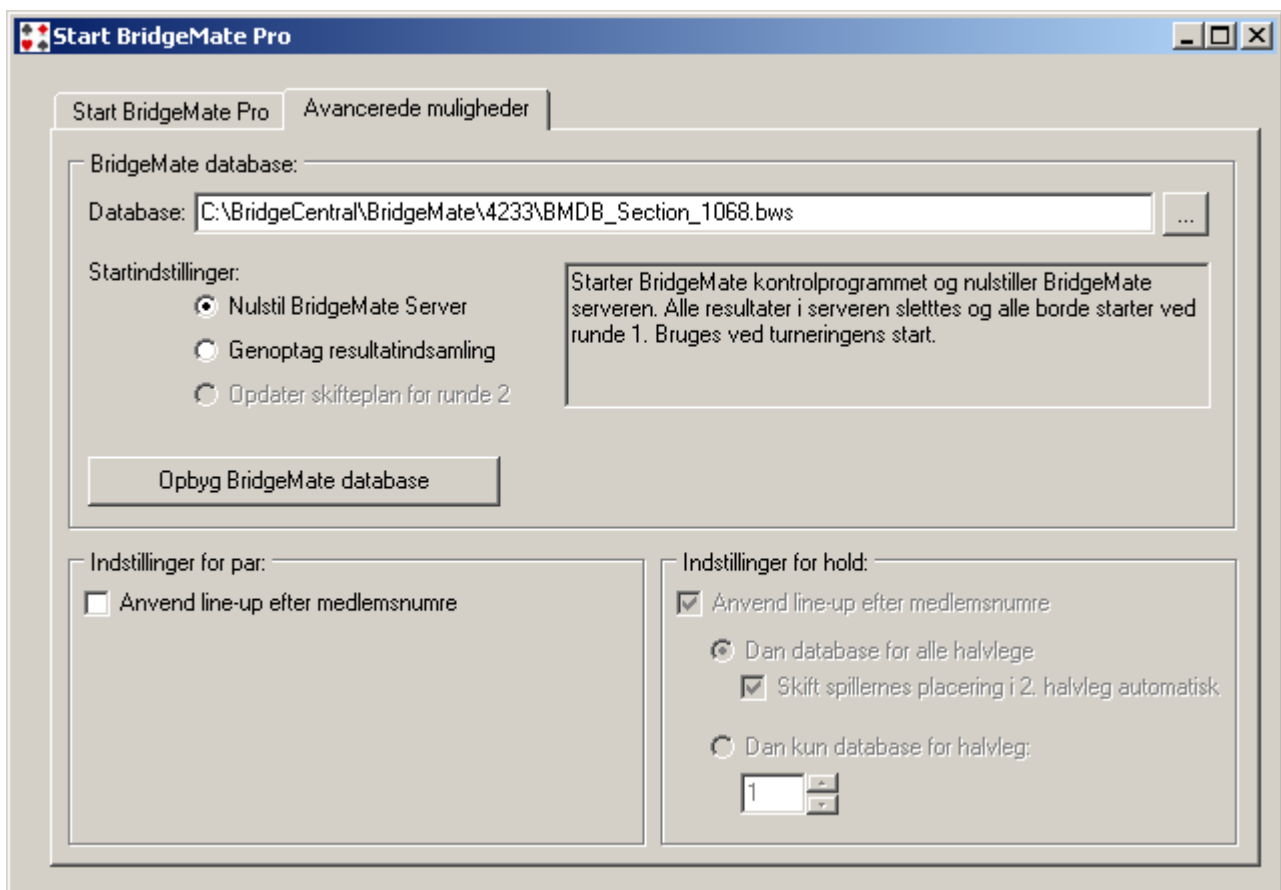 Start BridgeMate Pro
Start BridgeMate Pro
Avancerede muligheder
BridgeMate database:
Database: C:\BridgeCentral\BridgeMate\4233\BMDB_Section_1068.bws ...
Startindstillinger:
Nulstil BridgeMate Server
Genoptag resultatindsamling
Opdater skifteplan for runde 2
Starter BridgeMate kontrolprogrammet og nulstiller BridgeMate
serveren. Alle resultater i serveren sletttes og alle borde starter ved
runde 1. Bruges ved turneringens start.
Opbyg BridgeMate database
Indstillinger for par:
Anvend line-up efter medlemsnumre
Indstillinger for hold:
Anvend line-up efter medlemsnumre
Dan database for alle halvlege
Skift spillernes placering i 2. halvleg automatisk
Dan kun database for halvleg:
1